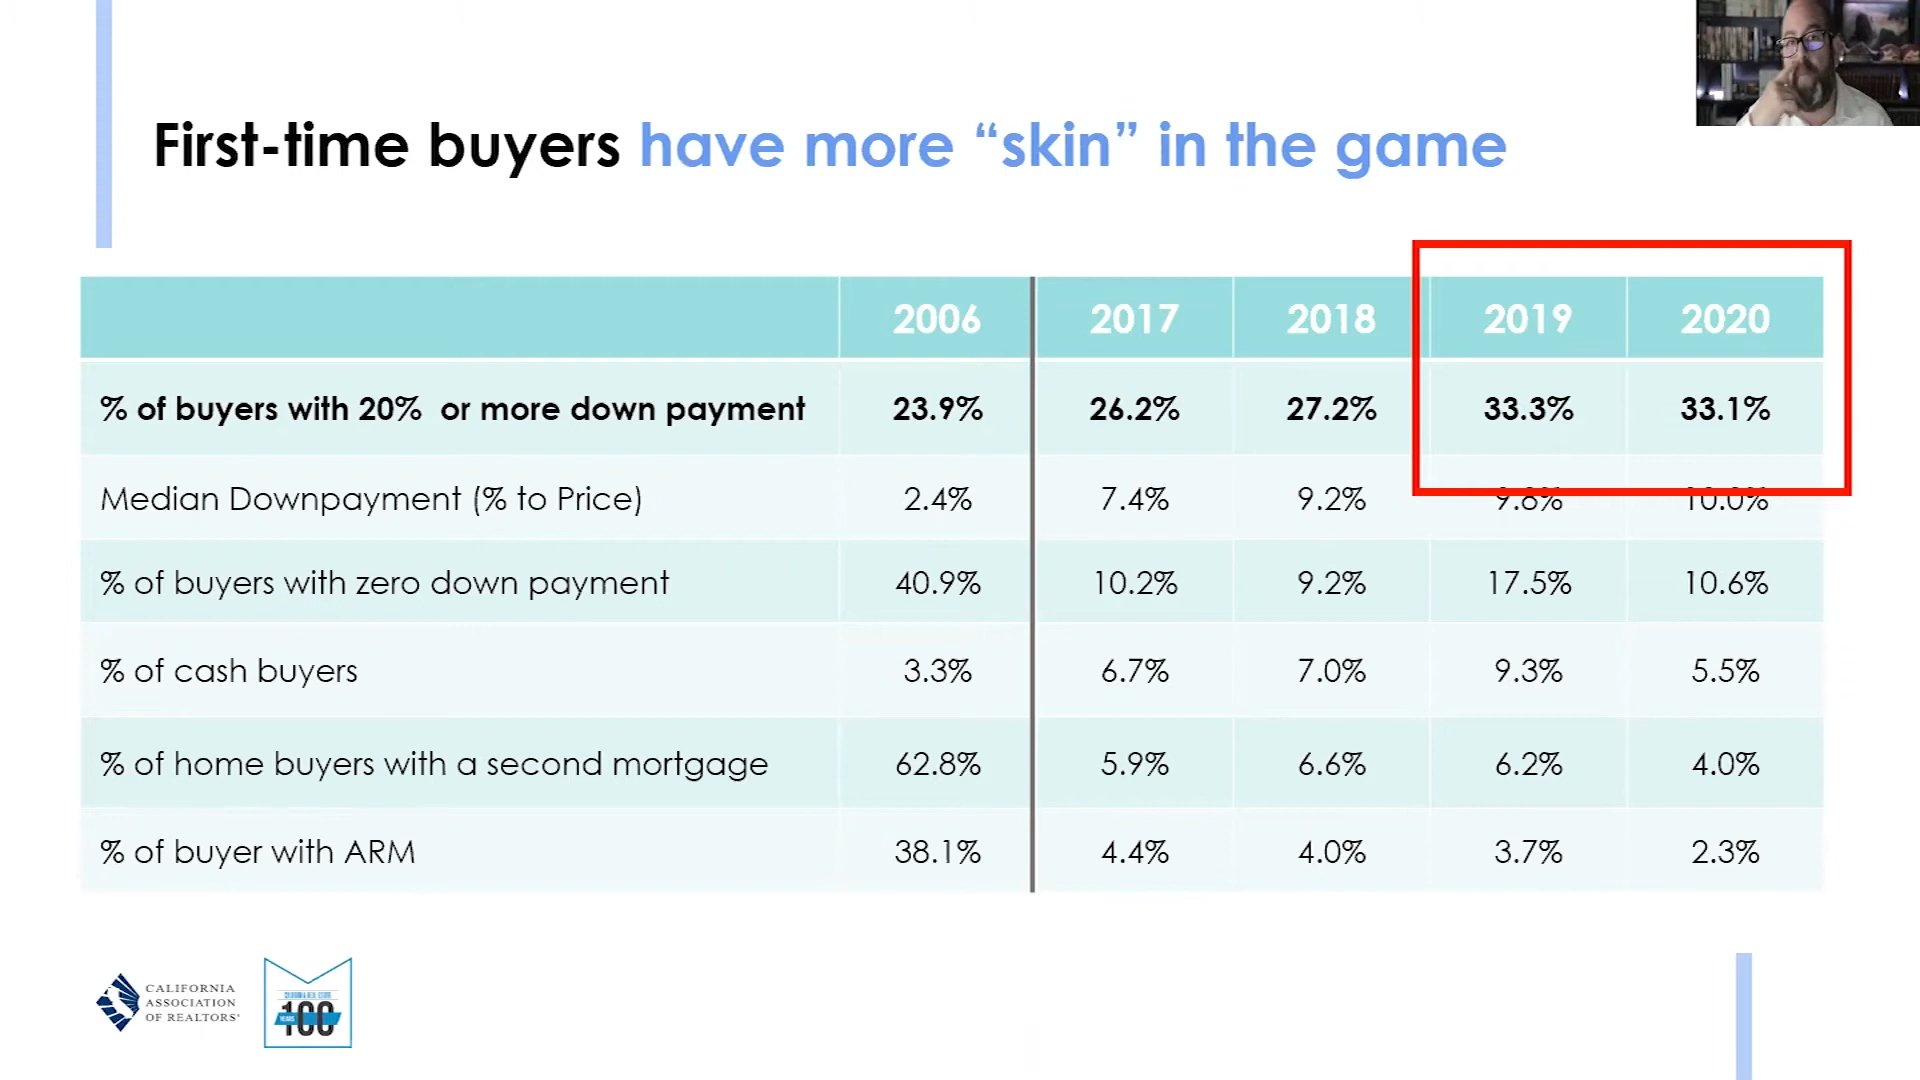 First-time buyers have more “skin” in the game
2006 2017 2018 2019 2020
% of buyers with 20% or more down payment 23.9% 26.2% 27.2% 33.3% 33.1%
Median Downpayment (% to Price) 2.4% 7.4% 9.2% 9.8% 10.0%
% of buyers with zero down payment 40.9% 10.2% 9.2% 17.5% 10.6%
% of cash buyers 3.3% 6.7% 7.0% 9.3% 5.5%
% of home buyers with a second mortgage 62.8% 5.9% 6.6% 6.2% 4.0%
% of buyer with ARM 38.1% 4.4% 4.0% 3.7% 2.3%
CALIFORNIA
ASSOCIATION
OF REALTORS®
YEARS 100